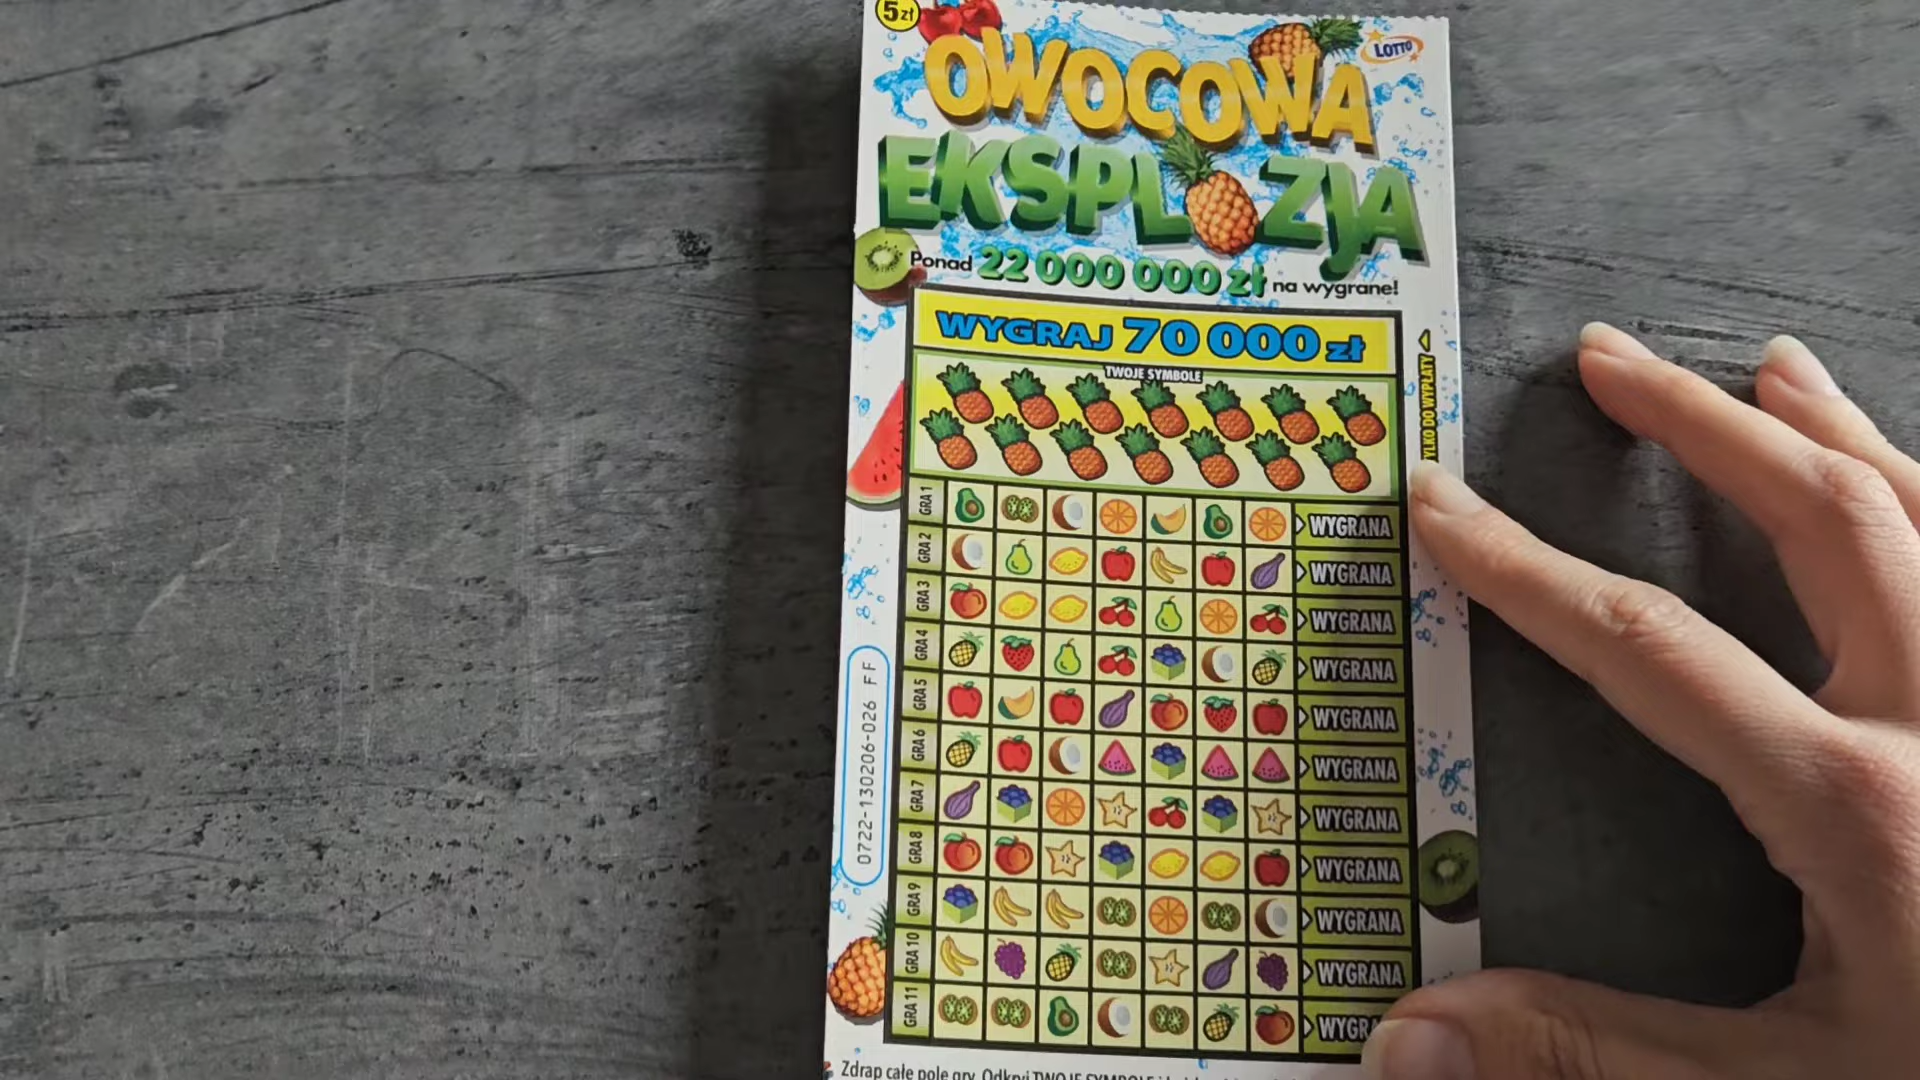 5zł
LOTTO
OWOCOWA
EKSPLOZJA
Ponad 22 000 000 zł na wygrane!
WYGRAJ 70 000 zł
TWOJE SYMBOLE
DO WYPŁATY
GRA 1 WYGRANA
GRA 2 WYGRANA
GRA 3 WYGRANA
GRA 4 WYGRANA
GRA 5 WYGRANA
GRA 6 WYGRANA
GRA 7 WYGRANA
GRA 8 WYGRANA
GRA 9 WYGRANA
GRA 10 WYGRANA
GRA 11 WYGR
0722-130206-026 FF
Zdrap całe pole gry. Odkryj TWOJE SYMBOLE i